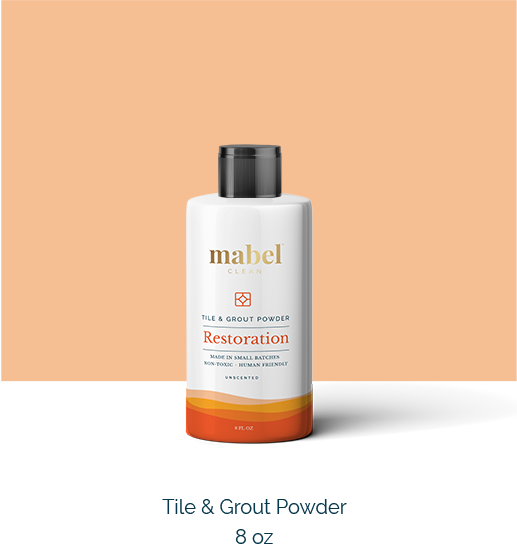 mabel
CLEAN
TILE & GROUT POWDER
Restoration
MADE IN SMALL BATCHES
NON-TOXIC · HUMAN FRIENDLY
UNSCENTED
8 FL OZ
Tile & Grout Powder
8 oz